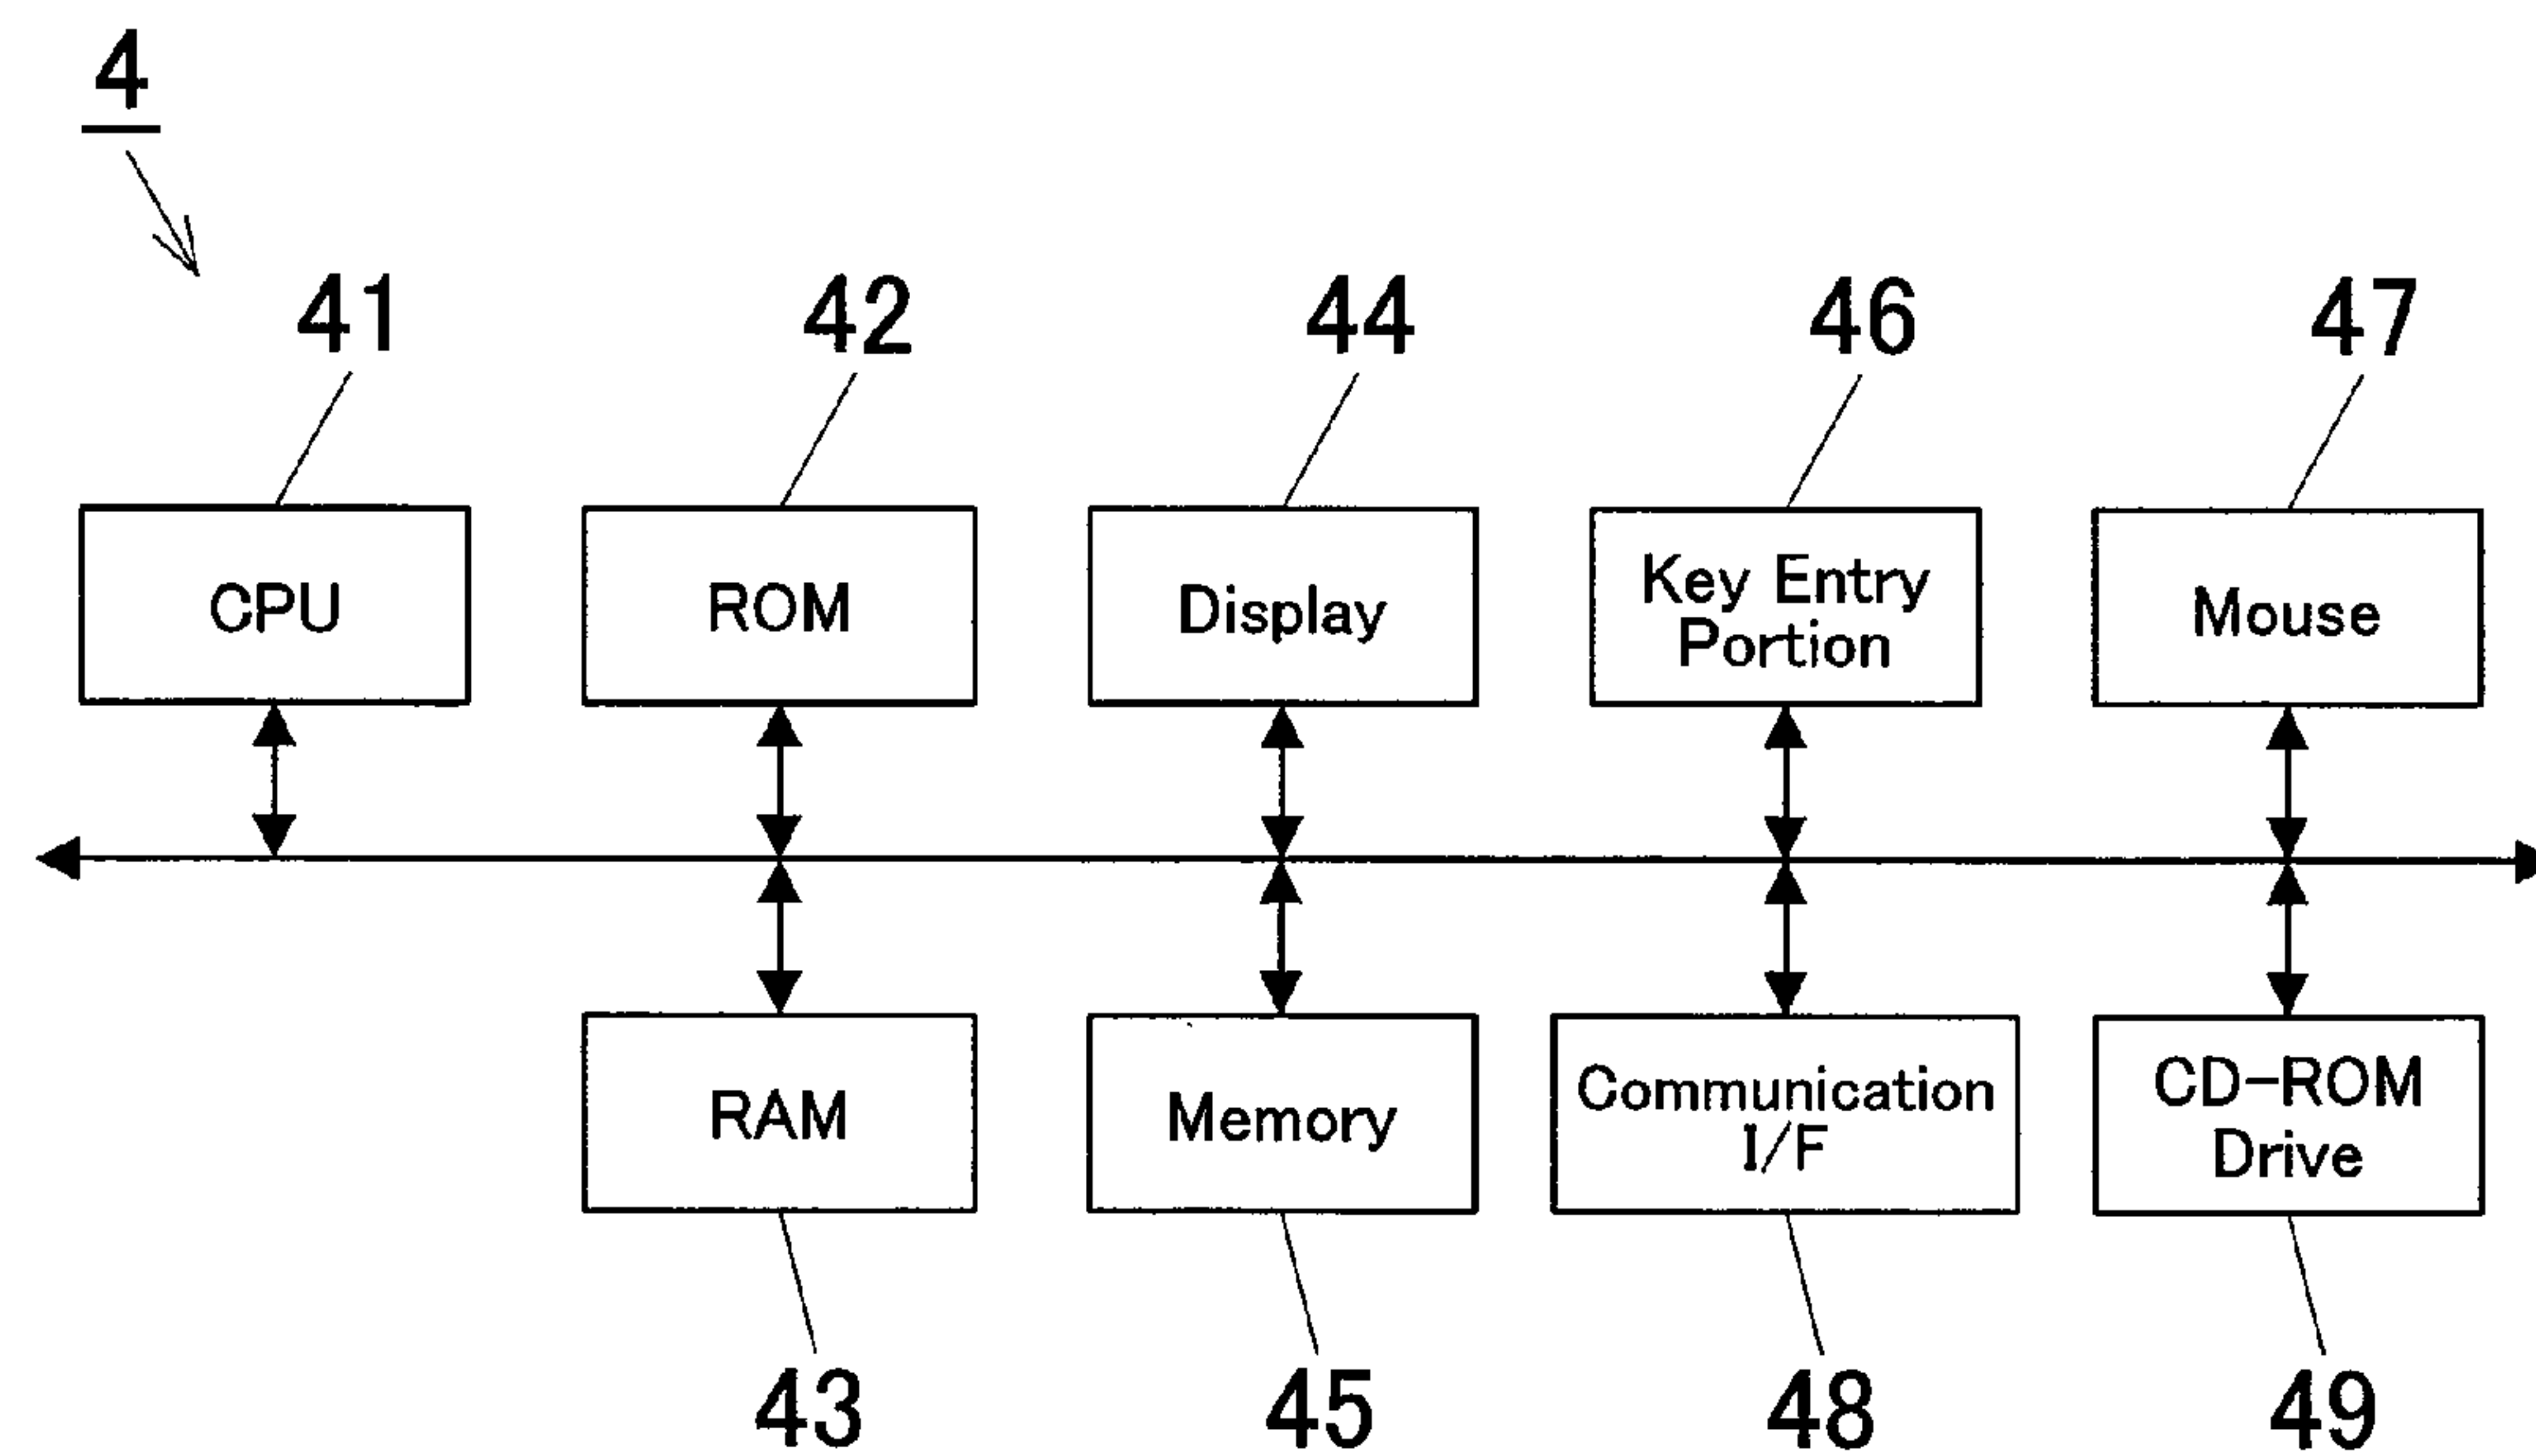 4
41
42
44
46
47
CPU
ROM
Display
Key Entry
Portion
Mouse
RAM
Memory
Communication
I/F
CD-ROM
Drive
43
45
48
49